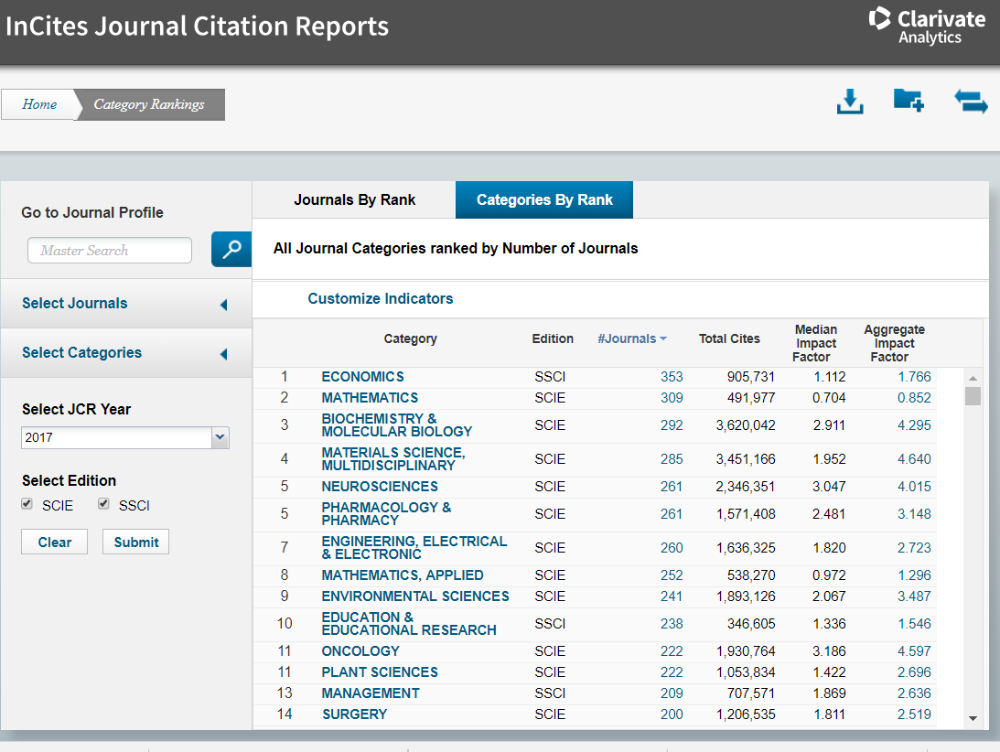 InCites Journal Citation Reports
Clarivate
Analytics
Home
Category Rankings
Go to Journal Profile
Master Search
Select Journals
Select Categories
Select JCR Year
2017
Select Edition
SCIE SSCI
Clear Submit
Journals By Rank Categories By Rank
All Journal Categories ranked by Number of Journals
Customize Indicators
Category Edition #Journals Total Cites Median Impact Factor Aggregate Impact Factor
1 ECONOMICS SSCI 353 905,731 1.112 1.766
2 MATHEMATICS SCIE 309 491,977 0.704 0.852
3 BIOCHEMISTRY & MOLECULAR BIOLOGY SCIE 292 3,620,042 2.911 4.295
4 MATERIALS SCIENCE, MULTIDISCIPLINARY SCIE 285 3,451,166 1.952 4.640
5 NEUROSCIENCES SCIE 261 2,346,351 3.047 4.015
5 PHARMACOLOGY & PHARMACY SCIE 261 1,571,408 2.481 3.148
7 ENGINEERING, ELECTRICAL & ELECTRONIC SCIE 260 1,636,325 1.820 2.723
8 MATHEMATICS, APPLIED SCIE 252 538,270 0.972 1.296
9 ENVIRONMENTAL SCIENCES SCIE 241 1,893,126 2.067 3.487
10 EDUCATION & EDUCATIONAL RESEARCH SSCI 238 346,605 1.336 1.546
11 ONCOLOGY SCIE 222 1,930,764 3.186 4.597
11 PLANT SCIENCES SCIE 222 1,053,834 1.422 2.696
13 MANAGEMENT SSCI 209 707,571 1.869 2.636
14 SURGERY SCIE 200 1,206,535 1.811 2.519